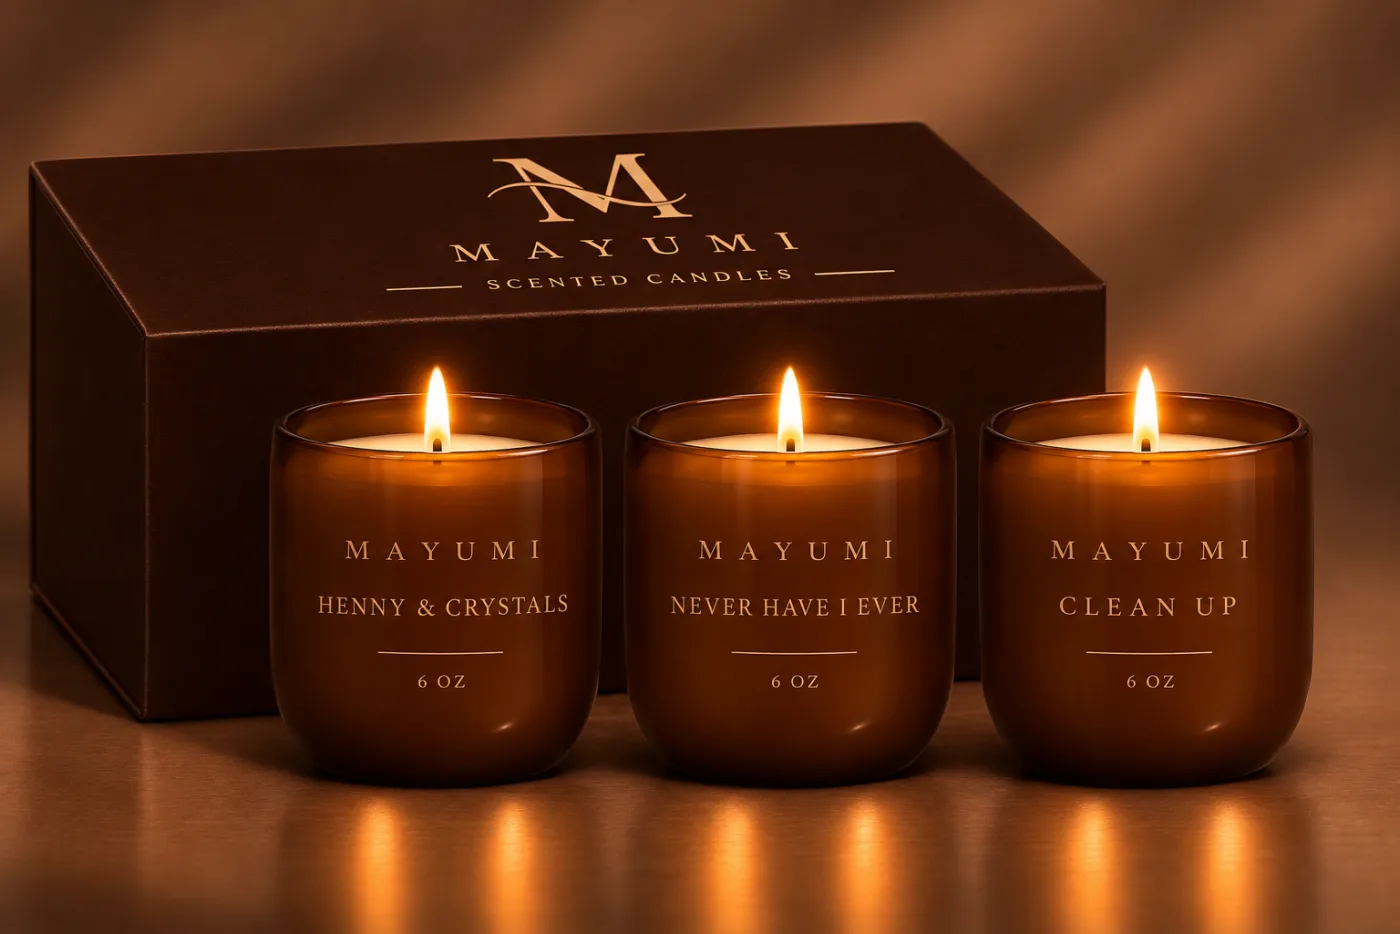 M
MAYUMI
SCENTED CANDLES
MAYUMI
HENNY & CRYSTALS
6 OZ
MAYUMI
NEVER HAVE I EVER
6 OZ
MAYUMI
CLEAN UP
6 OZ